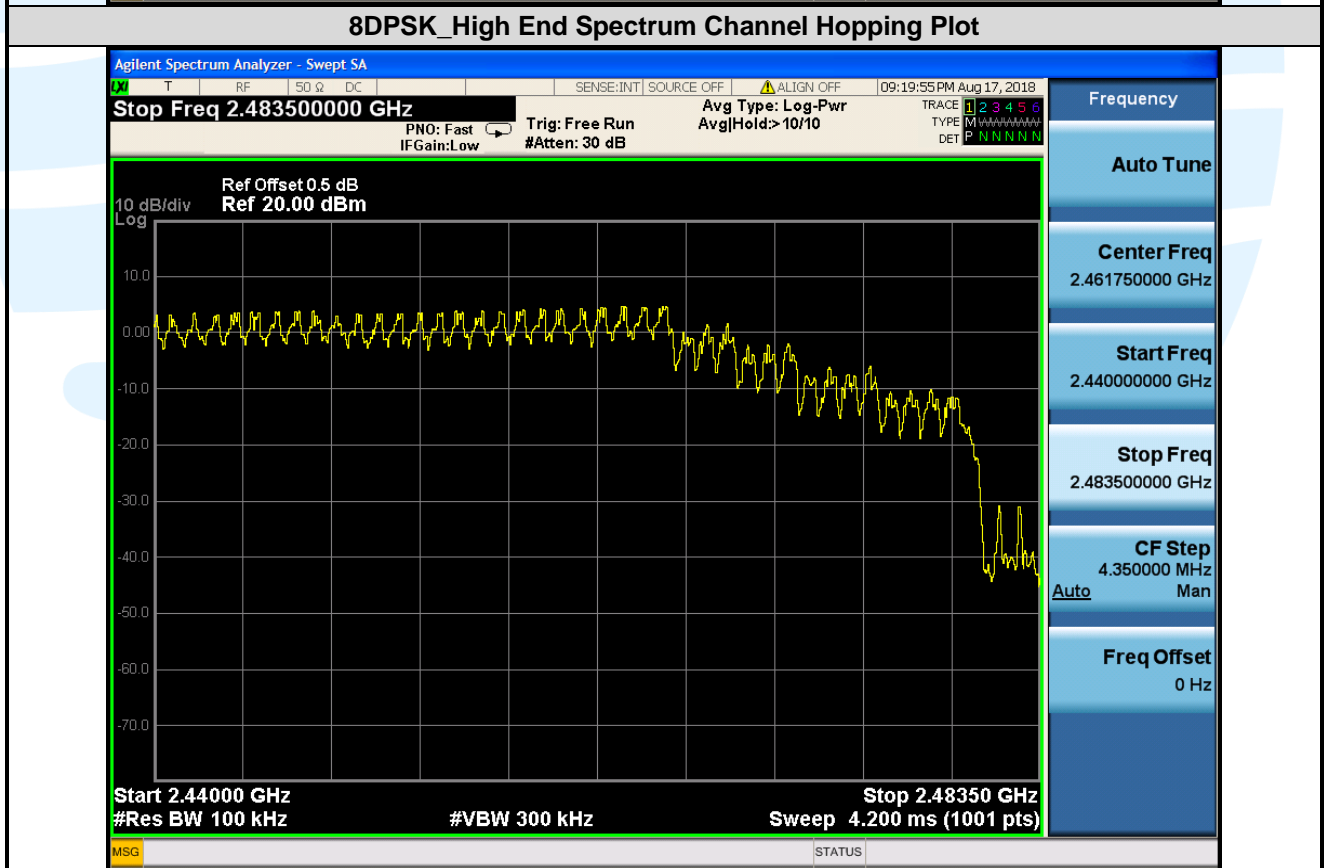 8DPSK_High End Spectrum Channel Hopping Plot
Agilent Spectrum Analyzer - Swept SA
LXI T RF 50 Ω DC SENSE:INT SOURCE OFF ALIGN OFF 09:19:55 PM Aug 17, 2018
Stop Freq 2.483500000 GHz
PNO: Fast
IFGain:Low
Trig: Free Run
#Atten: 30 dB
Avg Type: Log-Pwr
Avg|Hold:>10/10
TRACE 1 2 3 4 5 6
TYPE M
DET P N N N N N
Ref Offset 0.5 dB
10 dB/div Ref 20.00 dBm
Log
10.0
0.00
-10.0
-20.0
-30.0
-40.0
-50.0
-60.0
-70.0
Start 2.44000 GHz Stop 2.48350 GHz
#Res BW 100 kHz #VBW 300 kHz Sweep 4.200 ms (1001 pts)
MSG STATUS
Frequency
Auto Tune
Center Freq
2.461750000 GHz
Start Freq
2.440000000 GHz
Stop Freq
2.483500000 GHz
CF Step
4.350000 MHz
Auto Man
Freq Offset
0 Hz